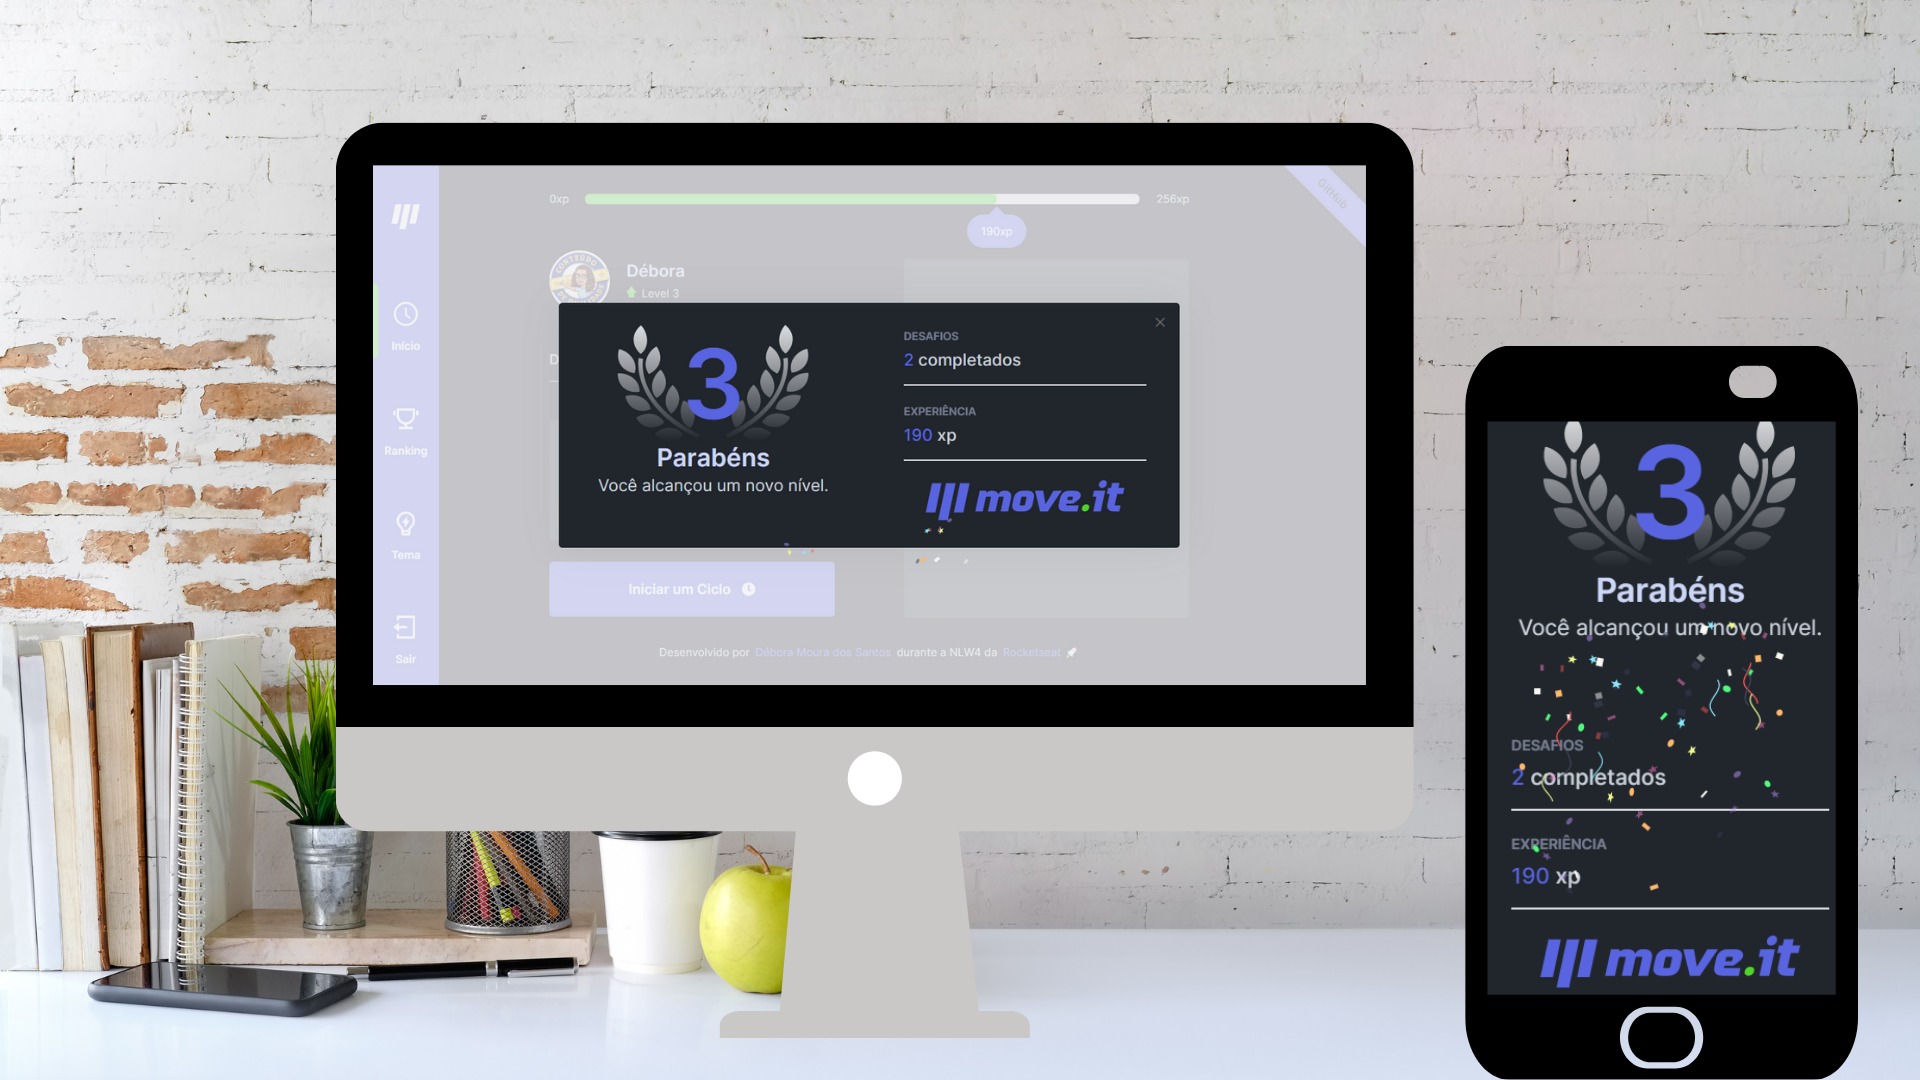 0xp
256xp
190xp
GitHub
Débora
Level 3
Início
Ranking
Tema
Sair
3
Parabéns
Você alcançou um novo nível.
DESAFIOS
2 completados
EXPERIÊNCIA
190 xp
move.it
Iniciar um Ciclo
Desenvolvido por Débora Moura dos Santos durante a NLW4 da Rocketseat
3
Parabéns
Você alcançou um novo nível.
DESAFIOS
2 completados
EXPERIÊNCIA
190 xp
move.it